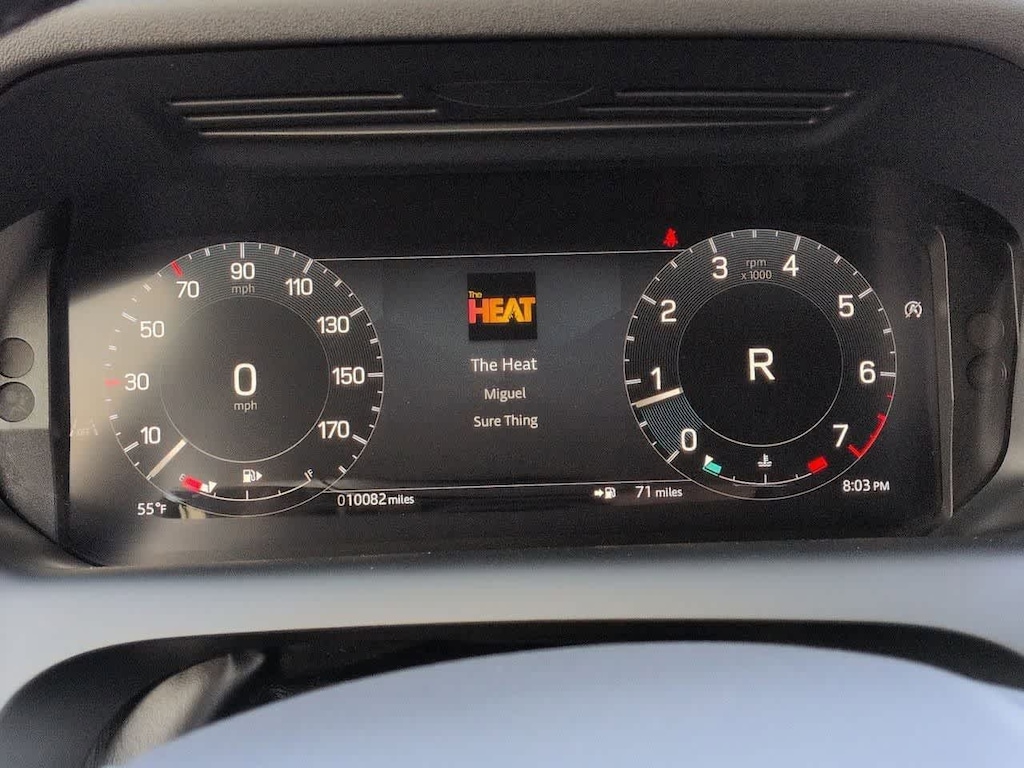 90
mph
70
110
50
130
30
150
10
170
0
mph
E
F
55°F
010082 miles
The
HEAT
The Heat
Miguel
Sure Thing
71 miles
rpm
x 1000
3
4
2
5
1
6
0
7
R
8:03 PM